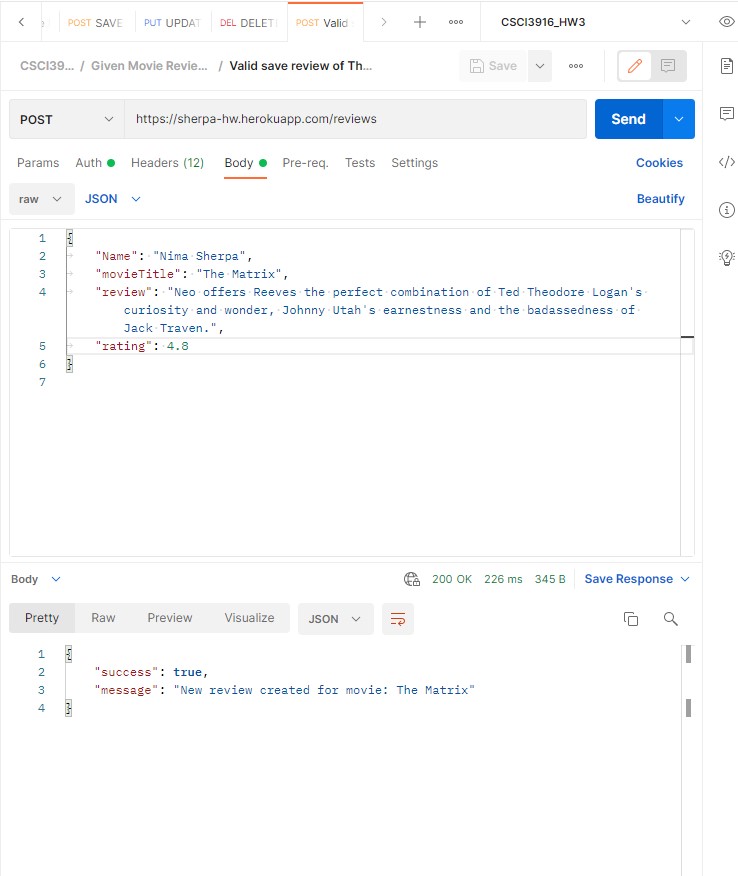 POST SAVE PUT UPDAT DEL DELET POST Valid CSCI3916_HW3
CSCI39... / Given Movie Revie... / Valid save review of Th... Save
POST https://sherpa-hw.herokuapp.com/reviews Send
Params Auth Headers (12) Body Pre-req. Tests Settings Cookies
raw JSON Beautify
1 {
2 "Name": "Nima Sherpa",
3 "movieTitle": "The Matrix",
4 "review": "Neo offers Reeves the perfect combination of Ted Theodore Logan's
curiosity and wonder, Johnny Utah's earnestness and the badassedness of
Jack Traven.",
5 "rating": 4.8
6 }
7
Body 200 OK 226 ms 345 B Save Response
Pretty Raw Preview Visualize JSON
1 {
2 "success": true,
3 "message": "New review created for movie: The Matrix"
4 }